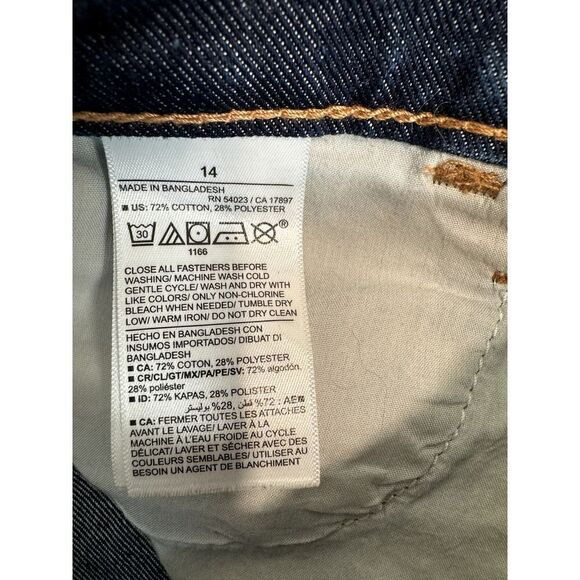 14
MADE IN BANGLADESH
RN 54023 / CA 17897
■ US: 72% COTTON, 28% POLYESTER
30
®
1166
CLOSE ALL FASTENERS BEFORE
WASHING/ MACHINE WASH COLD
GENTLE CYCLE/ WASH AND DRY WITH
LIKE COLORS/ ONLY NON-CHLORINE
BLEACH WHEN NEEDED/ TUMBLE DRY
LOW/ WARM IRON/ DO NOT DRY CLEAN
HECHO EN BANGLADESH CON
INSUMOS IMPORTADOS/ DIBUAT DI
BANGLADESH
■ CA: 72% COTON, 28% POLYESTER
■ CR/CL/GT/MX/PA/PE/SV: 72% algodón,
28% poliéster
■ ID: 72% KAPAS, 28% POLISTER
■ AE: 72% قطن, 28% بوليستر
■ CA: FERMER TOUTES LES ATTACHES
AVANT LE LAVAGE/ LAVER À LA
MACHINE À L'EAU FROIDE AU CYCLE
DÉLICAT/ LAVER ET SÉCHER AVEC DES
COULEURS SEMBLABLES/ UTILISER AU
BESOIN UN AGENT DE BLANCHIMENT